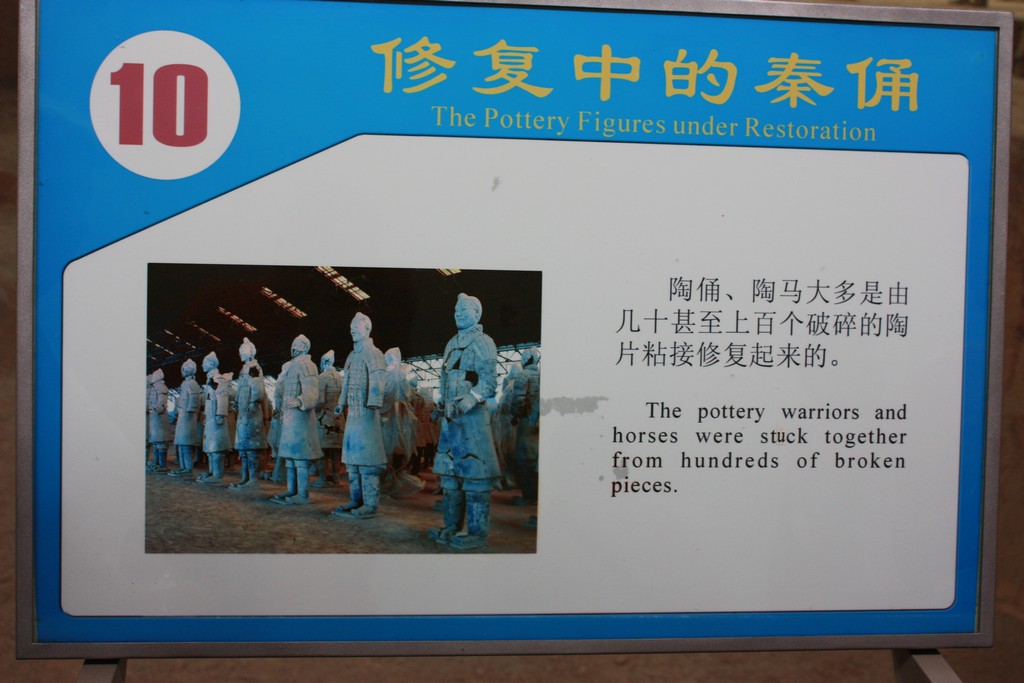 10
修复中的秦俑
The Pottery Figures under Restoration
陶俑、陶马大多是由
几十甚至上百个破碎的陶
片粘接修复起来的。
The pottery warriors and
horses were stuck together
from hundreds of broken
pieces.